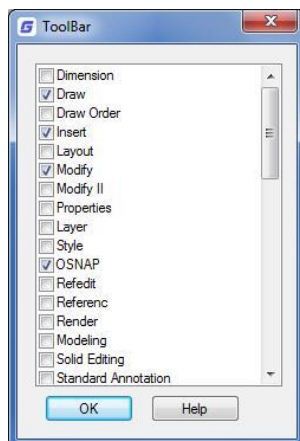 ToolBar
Dimension
Draw
Draw Order
Insert
Layout
Modify
Modify II
Properties
Layer
Style
OSNAP
Refedit
Referenc
Render
Modeling
Solid Editing
Standard Annotation
OK Help